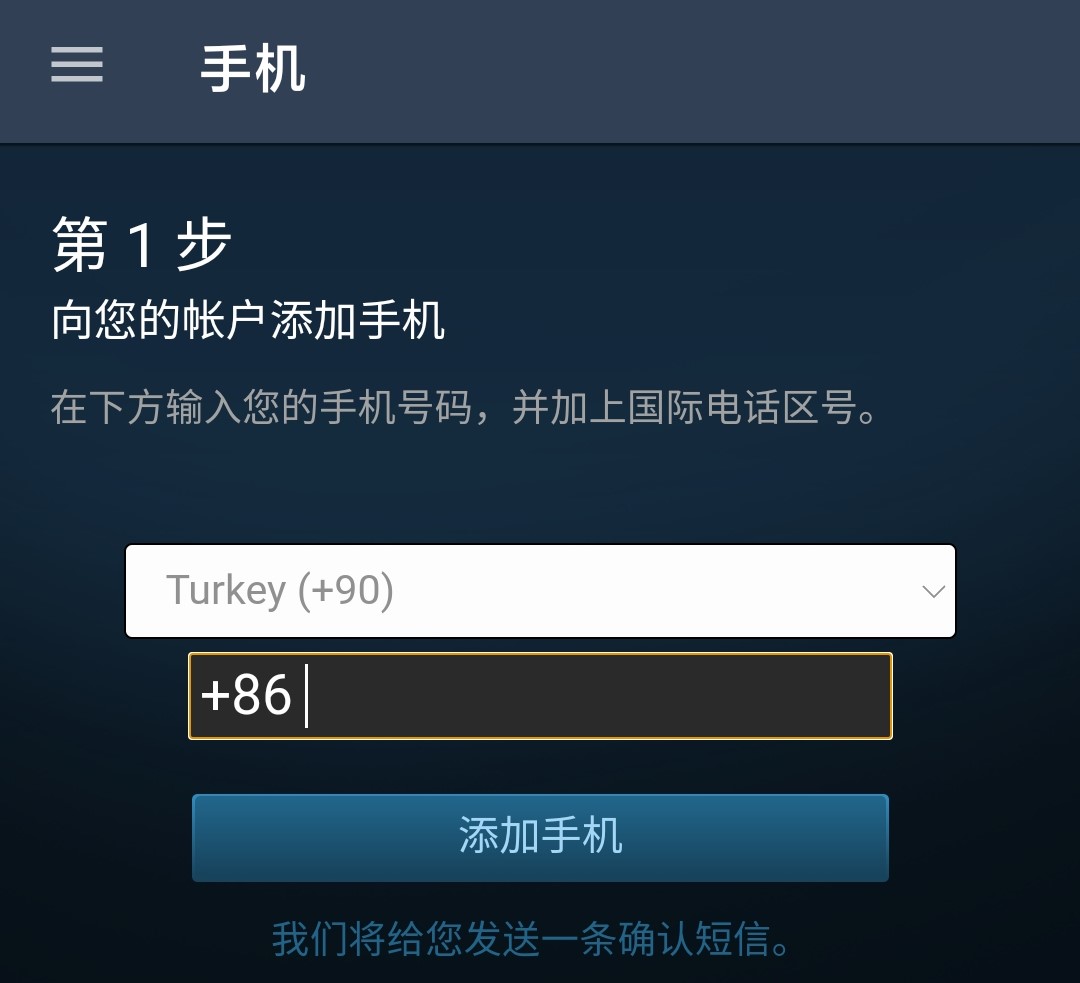 手机
第 1 步
向您的帐户添加手机
在下方输入您的手机号码，并加上国际电话区号。
Turkey (+90)
+86
添加手机
我们将给您发送一条确认短信。